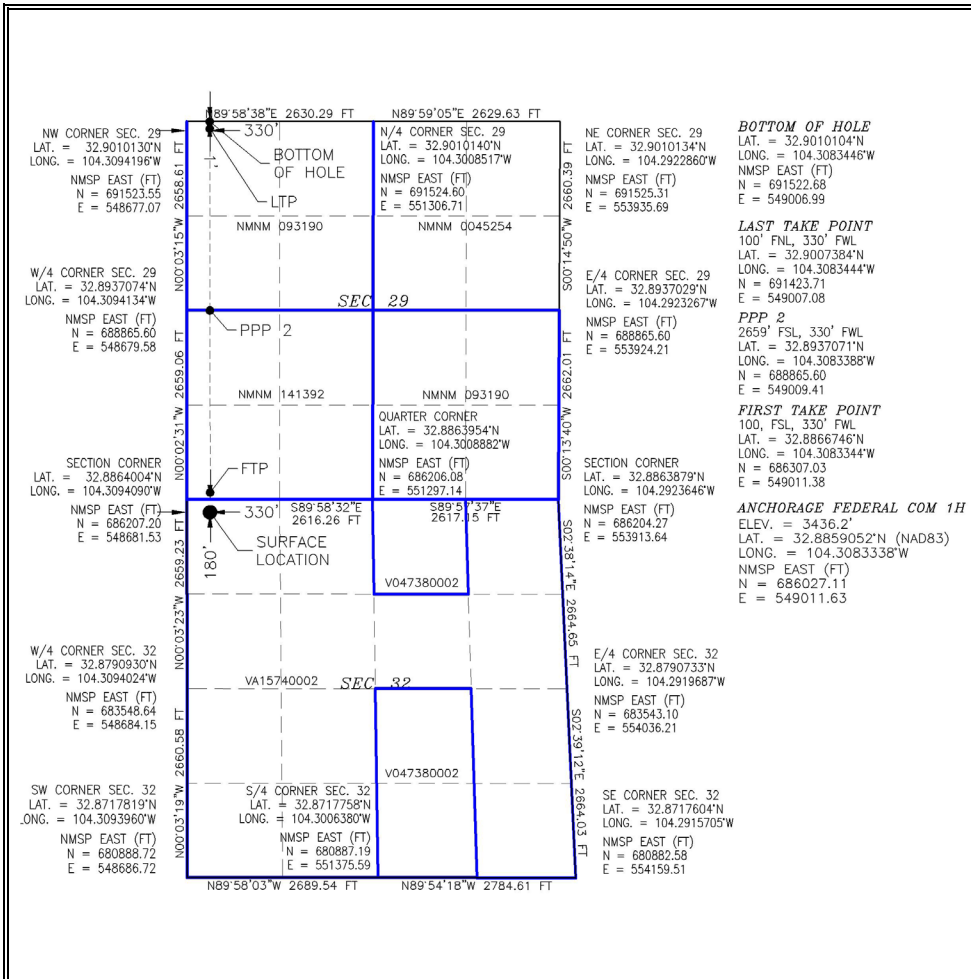 N89°58'38"E 2630.29 FT
N89°59'05"E 2629.63 FT
NW CORNER SEC. 29
LAT. = 32.9010130°N
LONG. = 104.3094196°W
NMSP EAST (FT)
N = 691523.55
E = 548677.07
330'
BOTTOM
OF HOLE
LTP
1'
N/4 CORNER SEC. 29
LAT. = 32.9010140°N
LONG. = 104.3008517°W
NMSP EAST (FT)
N = 691524.60
E = 551306.71
NE CORNER SEC. 29
LAT. = 32.9010134°N
LONG. = 104.2922860°W
NMSP EAST (FT)
N = 691525.31
E = 553935.69
BOTTOM OF HOLE
LAT. = 32.9010104°N
LONG. = 104.3083446°W
NMSP EAST (FT)
N = 691522.68
E = 549006.99
N00°03'15"W 2658.61 FT
NMNM 093190
NMNM 0045254
S00°14'50"W 2660.39 FT
LAST TAKE POINT
100' FNL, 330' FWL
LAT. = 32.9007384°N
LONG. = 104.3083444°W
NMSP EAST (FT)
N = 691423.71
E = 549007.08
W/4 CORNER SEC. 29
LAT. = 32.8937074°N
LONG. = 104.3094134°W
NMSP EAST (FT)
N = 688865.60
E = 548679.58
SEC 29
PPP 2
E/4 CORNER SEC. 29
LAT. = 32.8937029°N
LONG. = 104.2923267°W
NMSP EAST (FT)
N = 688865.60
E = 553924.21
PPP 2
2659' FSL, 330' FWL
LAT. = 32.8937071°N
LONG. = 104.3083388°W
NMSP EAST (FT)
N = 688865.60
E = 549009.41
N00°02'31"W 2659.06 FT
NMNM 141392
NMNM 093190
S00°13'40"W 2662.01 FT
QUARTER CORNER
LAT. = 32.8863954°N
LONG. = 104.3008882°W
NMSP EAST (FT)
N = 686206.08
E = 551297.14
FIRST TAKE POINT
100, FSL, 330' FWL
LAT. = 32.8866746°N
LONG. = 104.3083344°W
NMSP EAST (FT)
N = 686307.03
E = 549011.38
SECTION CORNER
LAT. = 32.8864004°N
LONG. = 104.3094090°W
NMSP EAST (FT)
N = 686207.20
E = 548681.53
FTP
S89°58'32"E
2616.26 FT
S89°57'37"E
2617.15 FT
330'
SURFACE
LOCATION
180'
SECTION CORNER
LAT. = 32.8863879°N
LONG. = 104.2923646°W
NMSP EAST (FT)
N = 686204.27
E = 553913.64
ANCHORAGE FEDERAL COM 1H
ELEV. = 3436.2'
LAT. = 32.8859052°N (NAD83)
LONG. = 104.3083338°W
NMSP EAST (FT)
N = 686027.11
E = 549011.63
N00°03'23"W 2659.23 FT
V047380002
S02°38'14"E 2664.65 FT
W/4 CORNER SEC. 32
LAT. = 32.8790930°N
LONG. = 104.3094024°W
NMSP EAST (FT)
N = 683548.64
E = 548684.15
VA15740002
SEC 32
E/4 CORNER SEC. 32
LAT. = 32.8790733°N
LONG. = 104.2919687°W
NMSP EAST (FT)
N = 683543.10
E = 554036.21
N00°03'19"W 2660.58 FT
V047380002
S02°39'12"E 2664.03 FT
SW CORNER SEC. 32
LAT. = 32.8717819°N
LONG. = 104.3093960°W
NMSP EAST (FT)
N = 680888.72
E = 548686.72
S/4 CORNER SEC. 32
LAT. = 32.8717758°N
LONG. = 104.3006380°W
NMSP EAST (FT)
N = 680887.19
E = 551375.59
SE CORNER SEC. 32
LAT. = 32.8717604°N
LONG. = 104.2915705°W
NMSP EAST (FT)
N = 680882.58
E = 554159.51
N89°58'03"W 2689.54 FT
N89°54'18"W 2784.61 FT